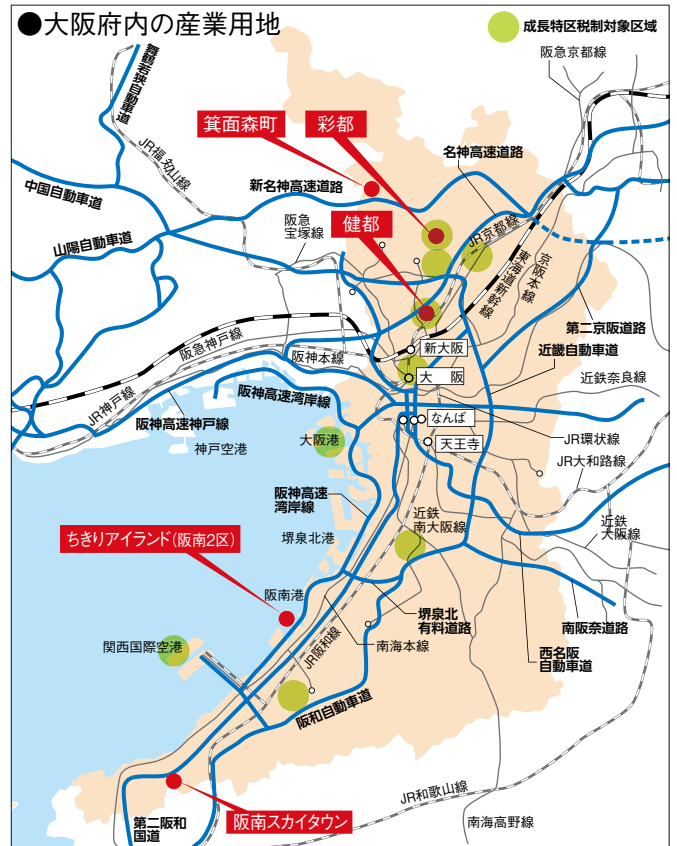 ●大阪府内の産業用地
成長特区税制対象区域
阪急京都線
舞鶴若狭自動車道
箕面森町
彩都
JR福知山線
名神高速道路
中国自動車道
新名神高速道路
阪急
宝塚線
健都
山陽自動車道
JR京都線
京阪本線
東海道新幹線
第二京阪道路
新大阪
阪急神戸線
阪神本線
近畿自動車道
大 阪
近鉄奈良線
JR神戸線
阪神高速神戸線
阪神高速湾岸線
なんば
神戸空港
大阪港
天王寺
JR環状線
JR大和路線
阪神高速
湾岸線
近鉄
南大阪線
近鉄
大阪線
堺泉北港
ちきりアイランド(阪南2区)
阪南港
堺泉北
有料道路
南阪奈道路
関西国際空港
JR阪和線
南海本線
西名阪
自動車道
阪和自動車道
JR和歌山線
第二阪和
国道
阪南スカイタウン
南海高野線